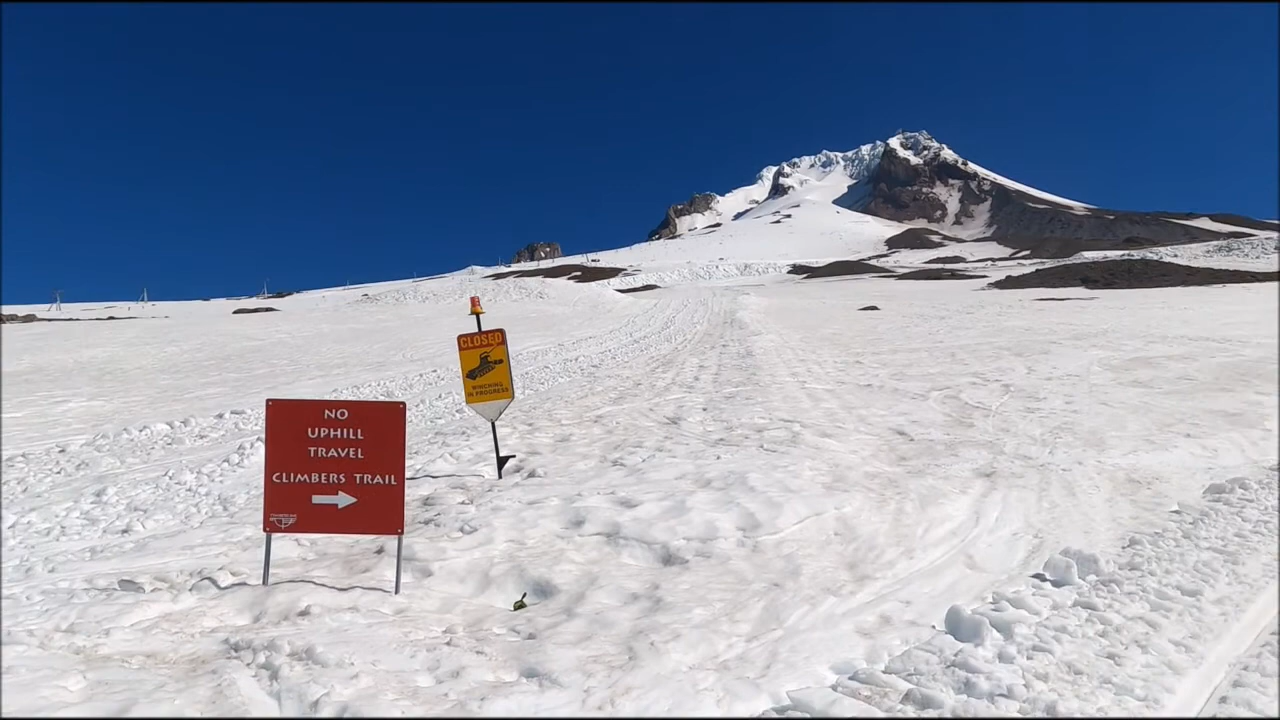 NO
UPHILL
TRAVEL
CLIMBERS TRAIL
CLOSED
WINCHING
IN PROGRESS